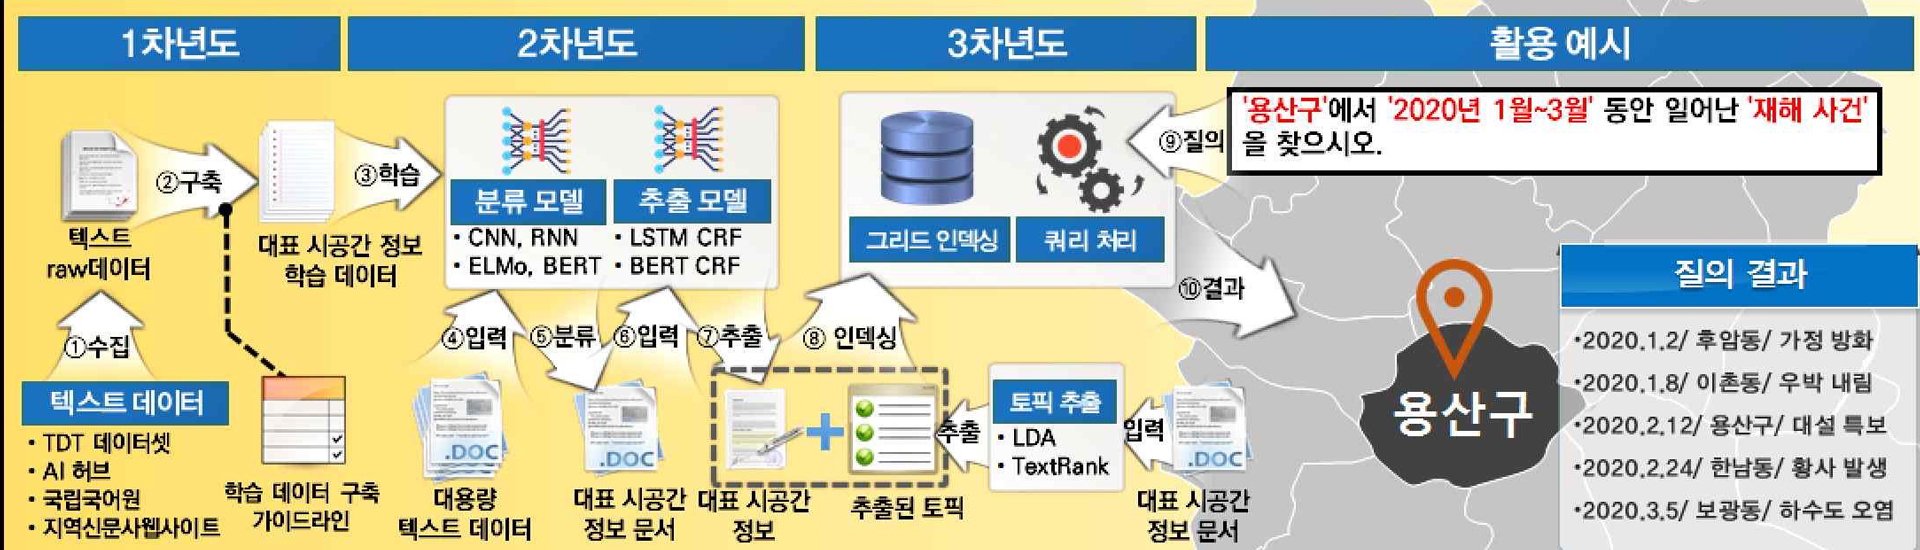 1차년도
2차년도
3차년도
활용 예시
②구축
텍스트
raw데이터
①수집
텍스트 데이터
• TDT 데이터셋
• AI 허브
• 국립국어원
• 지역신문사웹사이트
대표 시공간 정보
학습 데이터
학습 데이터 구축
가이드라인
③학습
분류 모델
• CNN, RNN
• ELMo, BERT
추출 모델
• LSTM CRF
• BERT CRF
④입력
⑤분류
⑥입력
⑦추출
.DOC
대용량
텍스트 데이터
.DOC
대표 시공간
정보 문서
대표 시공간
정보
추출된 토픽
⑧ 인덱싱
그리드 인덱싱
쿼리 처리
추출
토픽 추출
• LDA
• TextRank
입력
.DOC
대표 시공간
정보 문서
⑨질의
'용산구'에서 '2020년 1월~3월' 동안 일어난 '재해 사건'
을 찾으시오.
⑩결과
용산구
질의 결과
•2020.1.2/ 후암동/ 가정 방화
•2020.1.8/ 이촌동/ 우박 내림
•2020.2.12/ 용산구/ 대설 특보
•2020.2.24/ 한남동/ 황사 발생
•2020.3.5/ 보광동/ 하수도 오염